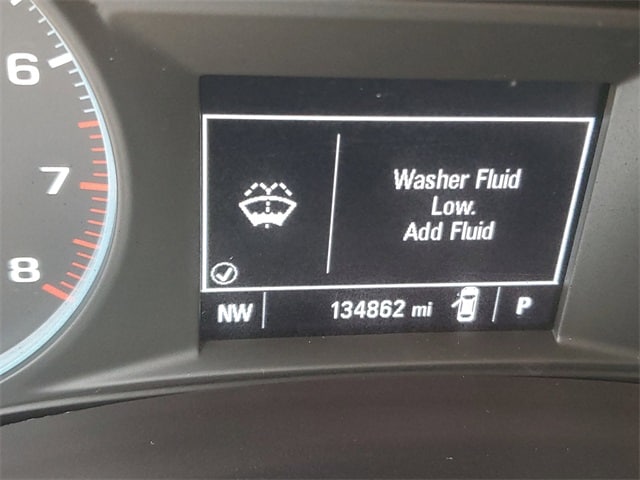 6
7
8
Washer Fluid
Low.
Add Fluid
NW 134862 mi P